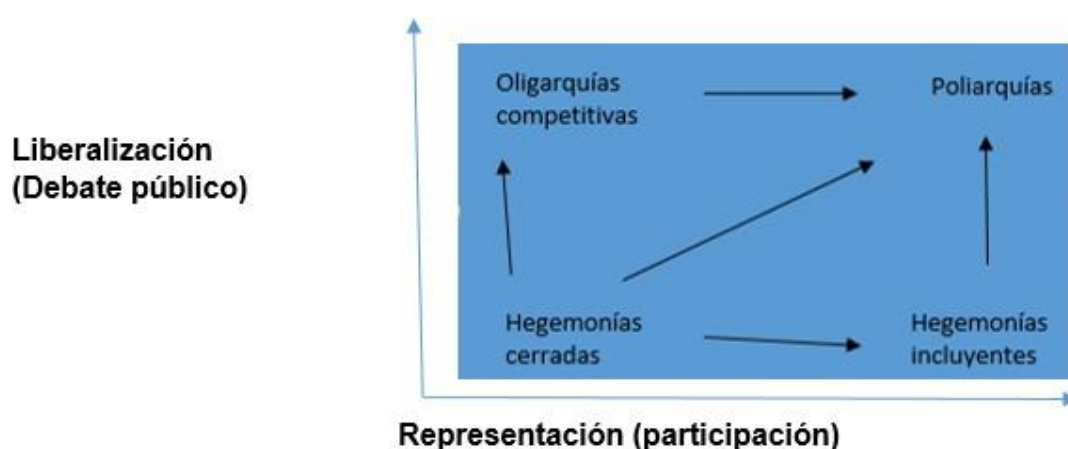 Oligarquías
competitivas
Poliarquías
Liberalización
(Debate público)
Hegemonías
cerradas
Hegemonías
incluyentes
Representación (participación)